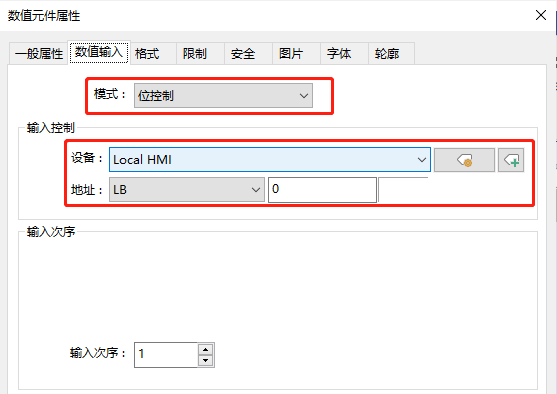 数值元件属性
一般属性 数值输入 格式 限制 安全 图片 字体 轮廓
模式： 位控制
输入控制
设备： Local HMI
地址： LB 0
输入次序
输入次序： 1